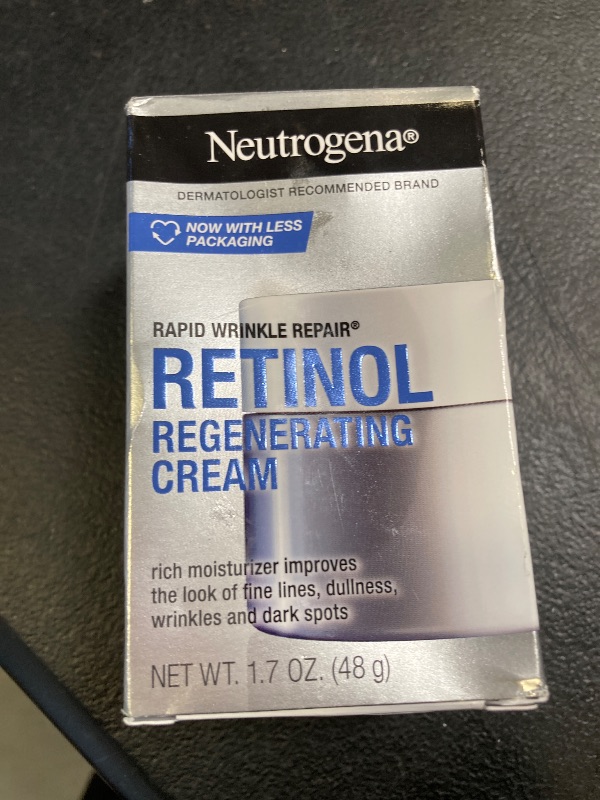 Neutrogena®
DERMATOLOGIST RECOMMENDED BRAND
NOW WITH LESS
PACKAGING
RAPID WRINKLE REPAIR®
RETINOL
REGENERATING
CREAM
rich moisturizer improves
the look of fine lines, dullness,
wrinkles and dark spots
NET WT. 1.7 OZ. (48 g)